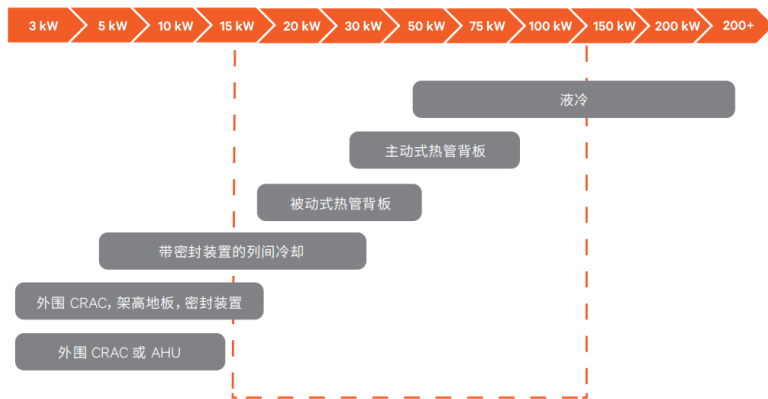 3 kW 5 kW 10 kW 15 kW 20 kW 30 kW 50 kW 75 kW 100 kW 150 kW 200 kW 200+
液冷
主动式热管背板
被动式热管背板
带密封装置的列间冷却
外围 CRAC，架高地板，密封装置
外围 CRAC 或 AHU